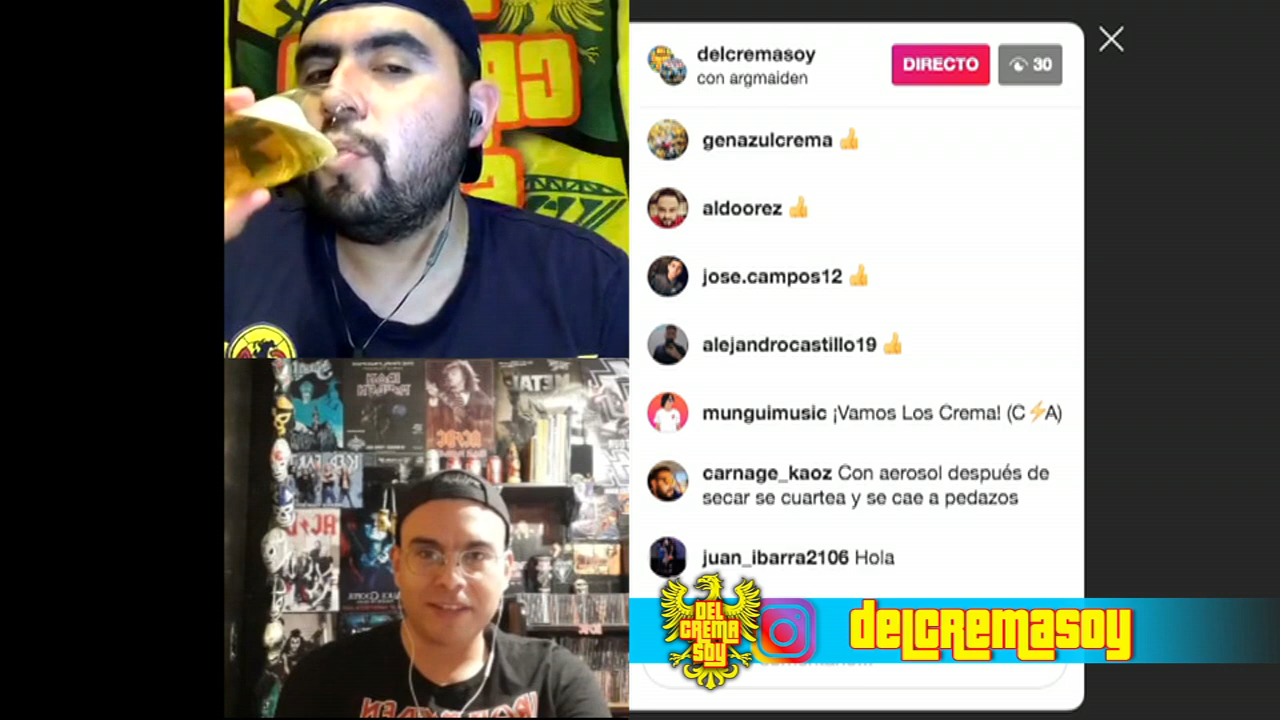 delcremasoy
con argmaiden
DIRECTO
30
genazulcrema 👍
aldoorez 👍
jose.campos12 👍
alejandrocastillo19 👍
munguimusic ¡Vamos Los Crema! (C⚡A)
carnage_kaoz Con aerosol después de
secar se cuartea y se cae a pedazos
juan_ibarra2106 Hola
DEL
CREMA
SOY
delcremasoy